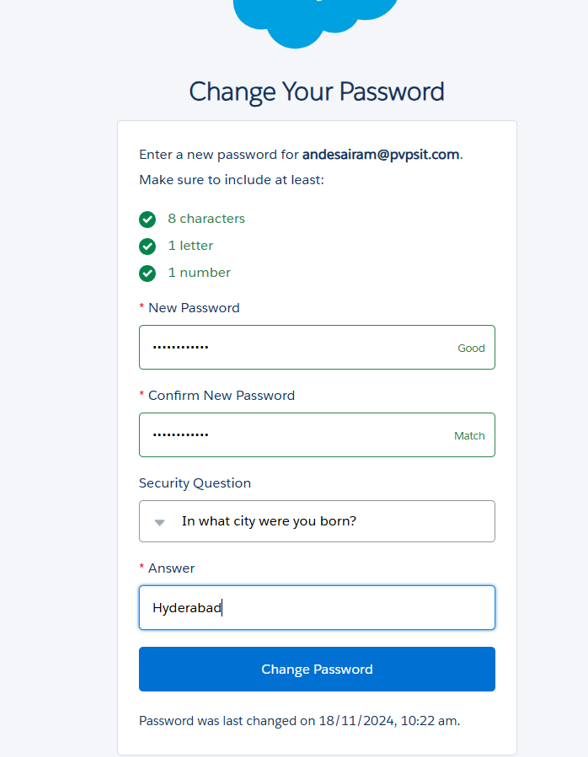 Change Your Password
Enter a new password for andesairam@pvpsit.com.
Make sure to include at least:
8 characters
1 letter
1 number
* New Password
•••••••••••• Good
* Confirm New Password
•••••••••••• Match
Security Question
In what city were you born?
* Answer
Hyderabad
Change Password
Password was last changed on 18/11/2024, 10:22 am.